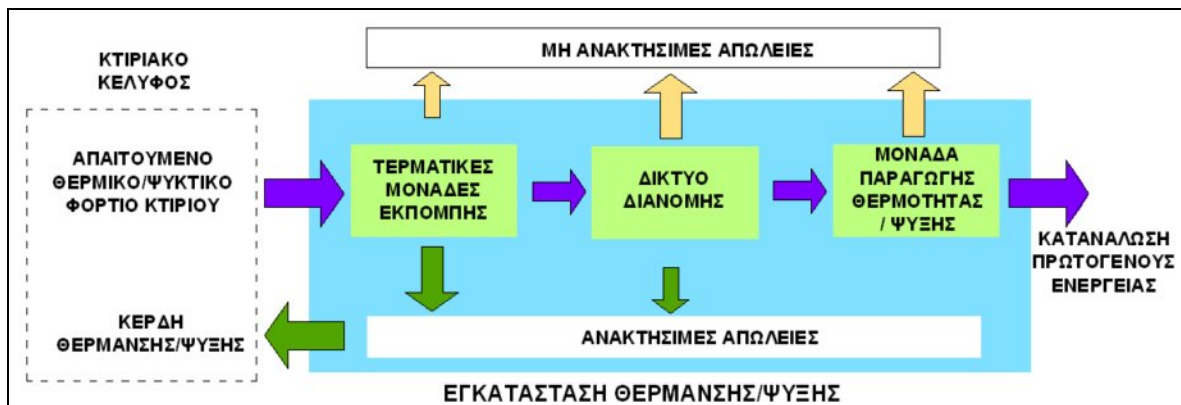 ΚΤΙΡΙΑΚΟ
ΚΕΛΥΦΟΣ
ΜΗ ΑΝΑΚΤΗΣΙΜΕΣ ΑΠΩΛΕΙΕΣ
ΑΠΑΙΤΟΥΜΕΝΟ
ΘΕΡΜΙΚΟ/ΨΥΚΤΙΚΟ
ΦΟΡΤΙΟ ΚΤΙΡΙΟΥ
ΤΕΡΜΑΤΙΚΕΣ
ΜΟΝΑΔΕΣ
ΕΚΠΟΜΠΗΣ
ΔΙΚΤΥΟ
ΔΙΑΝΟΜΗΣ
ΜΟΝΑΔΑ
ΠΑΡΑΓΩΓΗΣ
ΘΕΡΜΟΤΗΤΑΣ
/ ΨΥΞΗΣ
ΚΑΤΑΝΑΛΩΣΗ
ΠΡΩΤΟΓΕΝΟΥΣ
ΕΝΕΡΓΕΙΑΣ
ΚΕΡΔΗ
ΘΕΡΜΑΝΣΗΣ/ΨΥΞΗΣ
ΑΝΑΚΤΗΣΙΜΕΣ ΑΠΩΛΕΙΕΣ
ΕΓΚΑΤΑΣΤΑΣΗ ΘΕΡΜΑΝΣΗΣ/ΨΥΞΗΣ